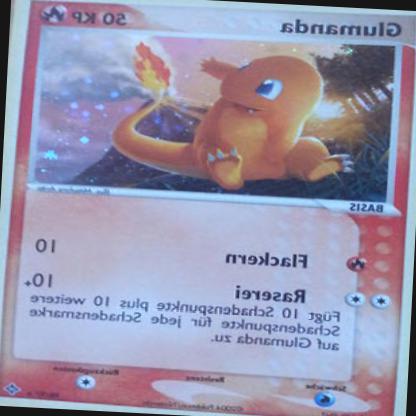 Glumanda 50 KP
BASIS
Flackern 10
Raserei 10+
Fügt 10 Schadenspunkte plus 10 weitere
Schadenspunkte für jede Schadensmarke
auf Glumanda zu.
Schwäche Resistenz Rückzugskosten